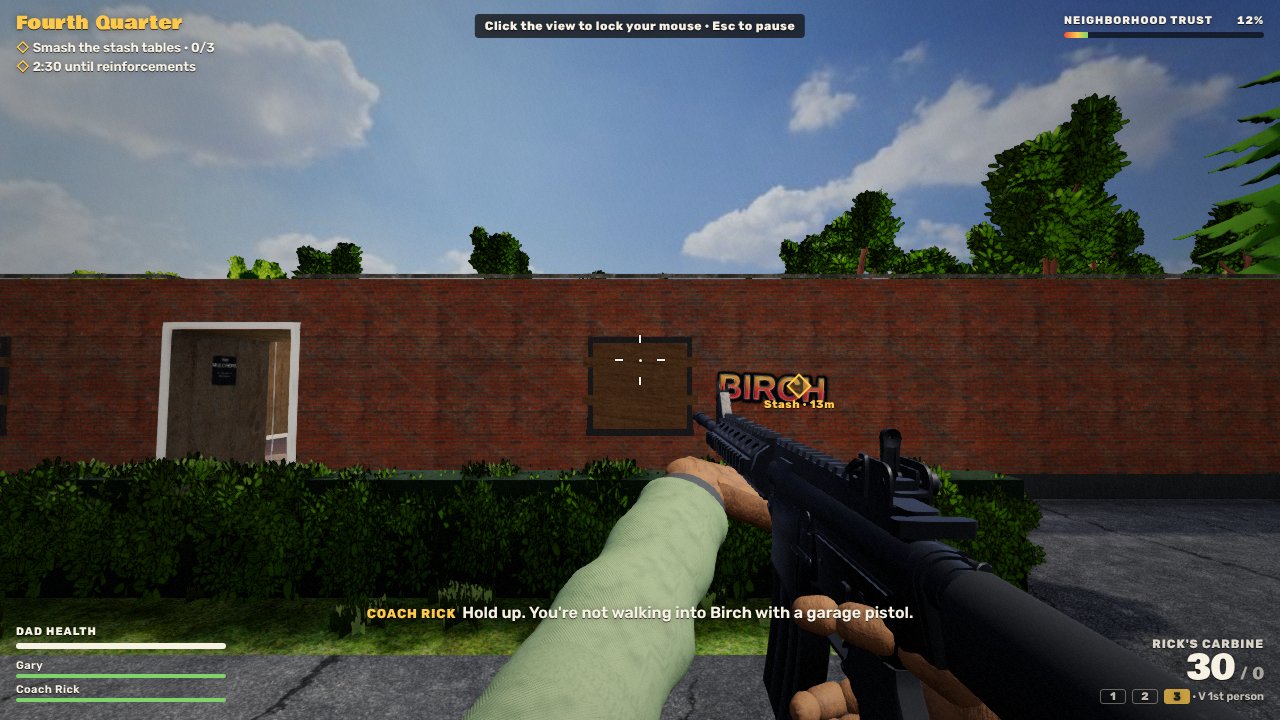 Fourth Quarter
Smash the stash tables · 0/3
2:30 until reinforcements
Click the view to lock your mouse · Esc to pause
NEIGHBORHOOD TRUST 12%
BIRCH
Stash · 13m
COACH RICK Hold up. You're not walking into Birch with a garage pistol.
DAD HEALTH
Gary
Coach Rick
RICK'S CARBINE
30 / 0
1 2 3 · V 1st person